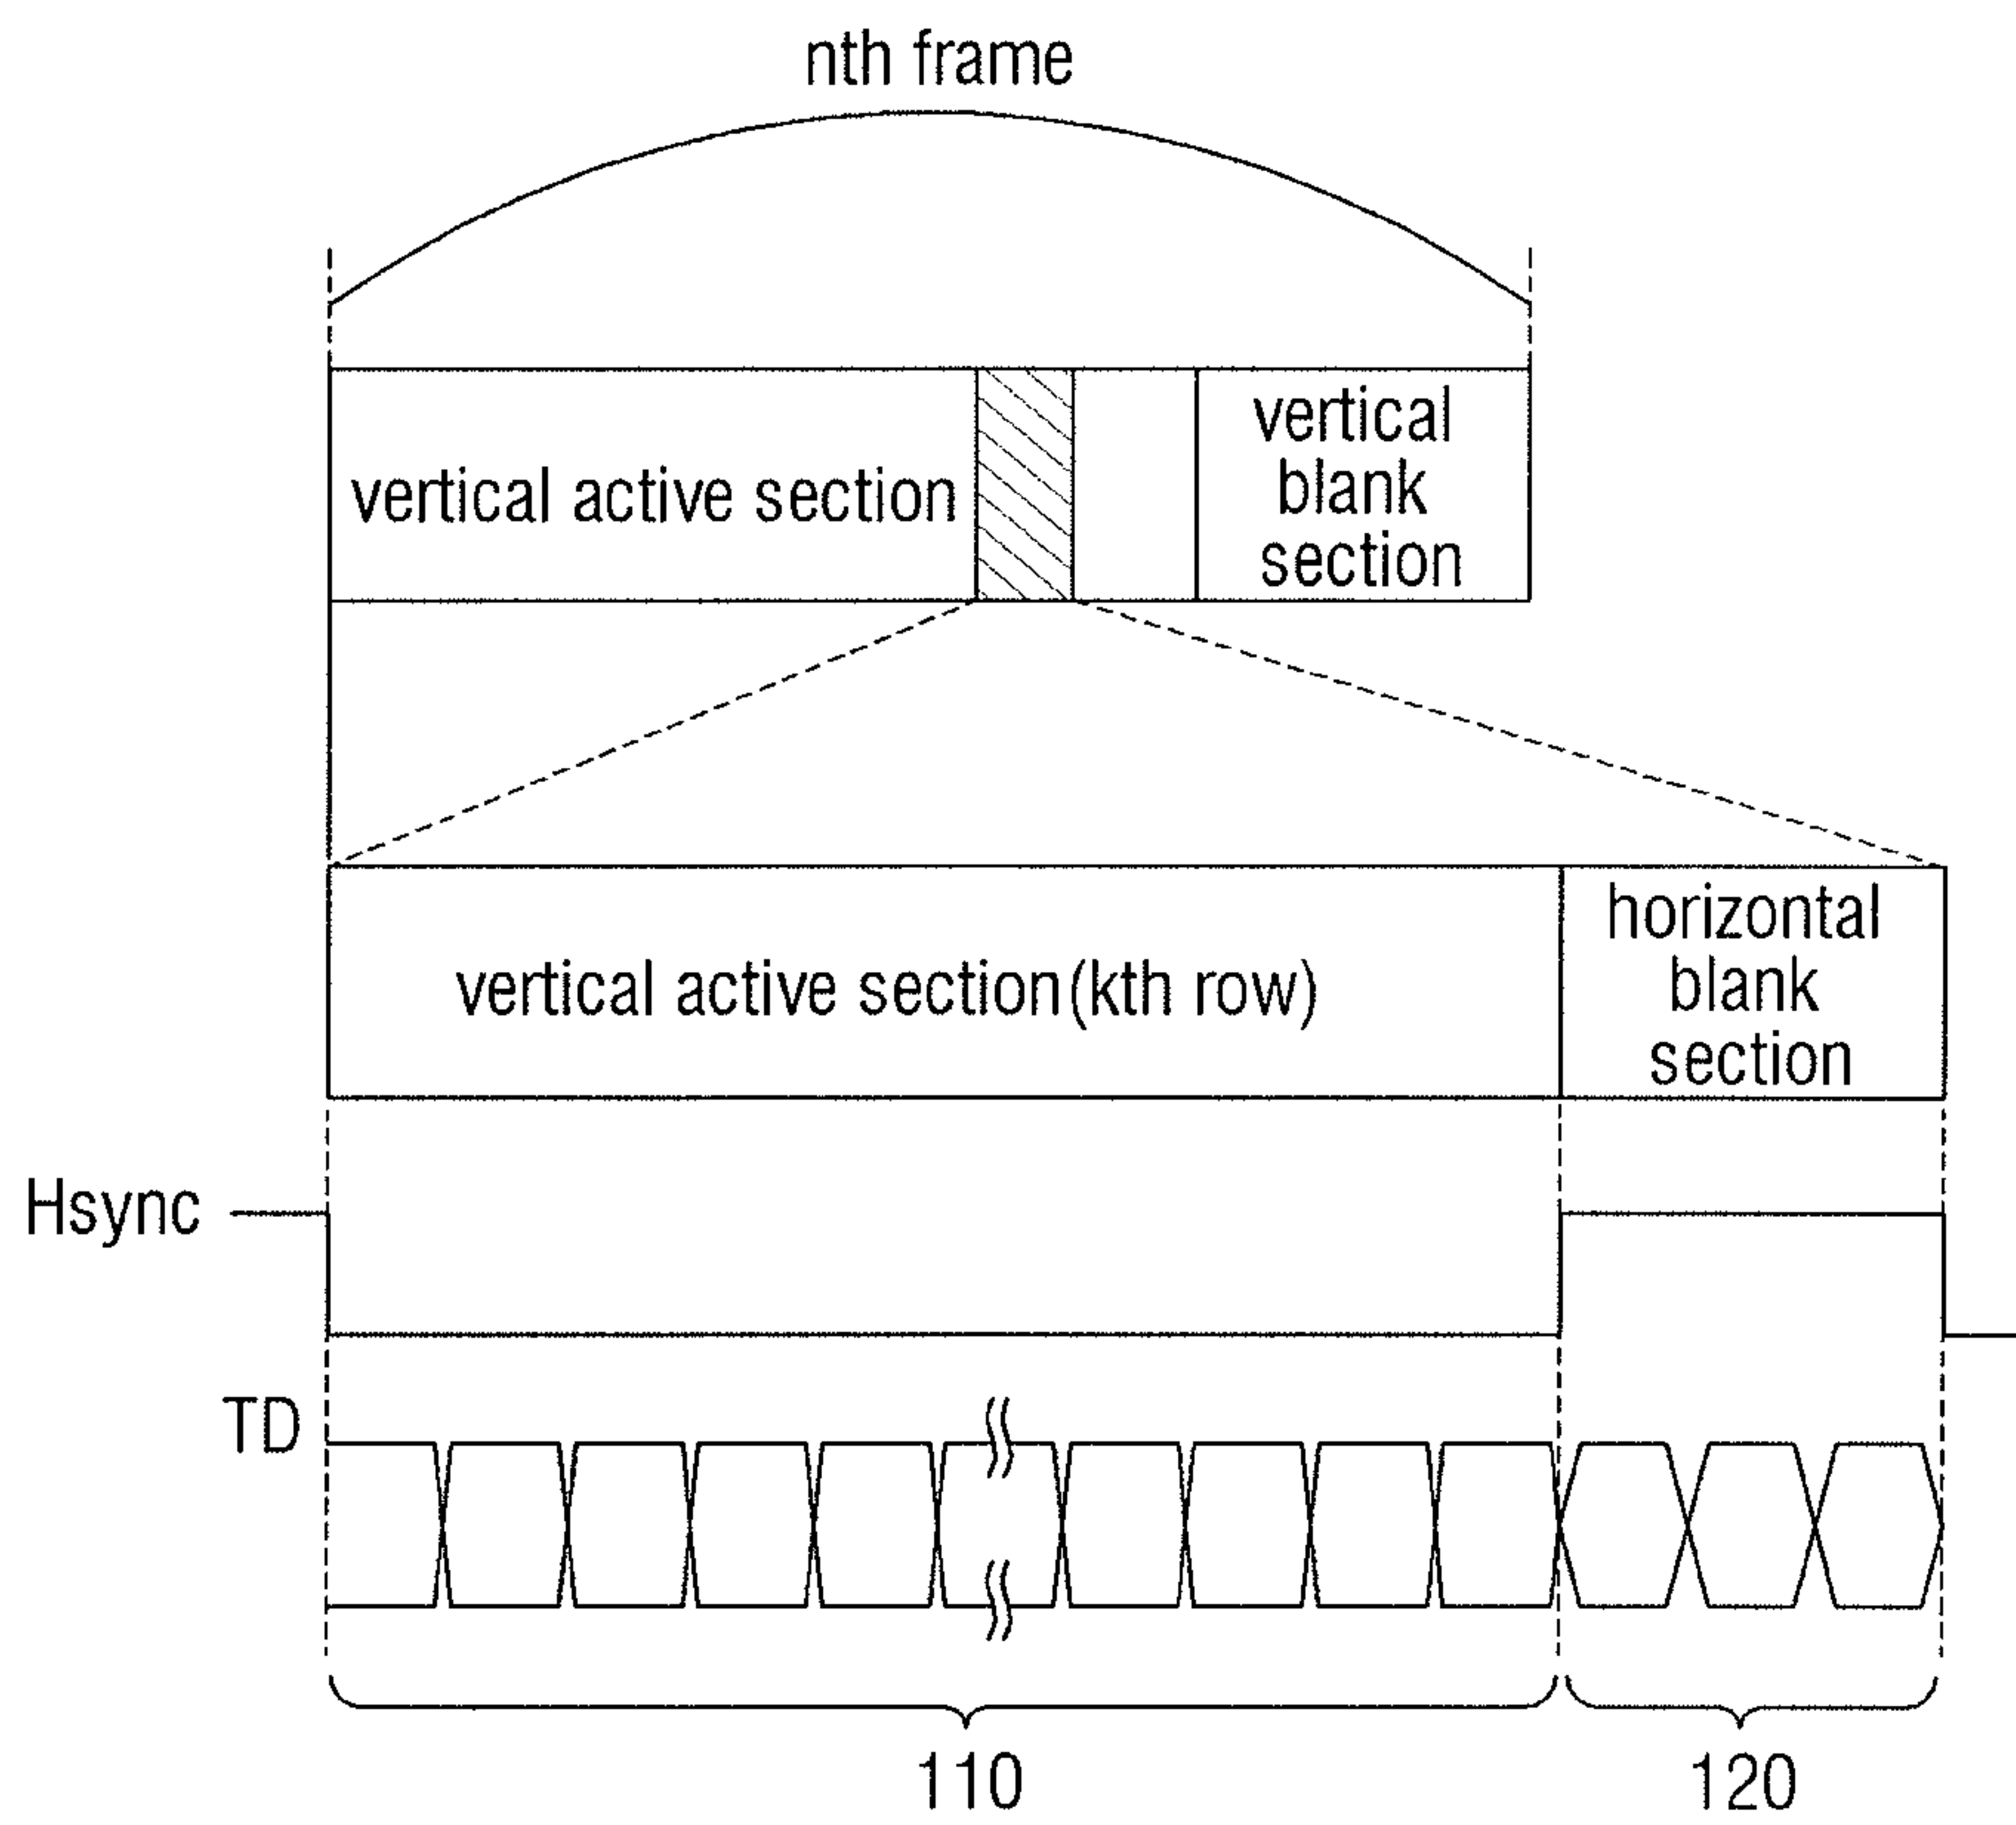 nth frame
vertical active section
vertical
blank
section
vertical active section(kth row)
horizontal
blank
section
Hsync
TD
110
120